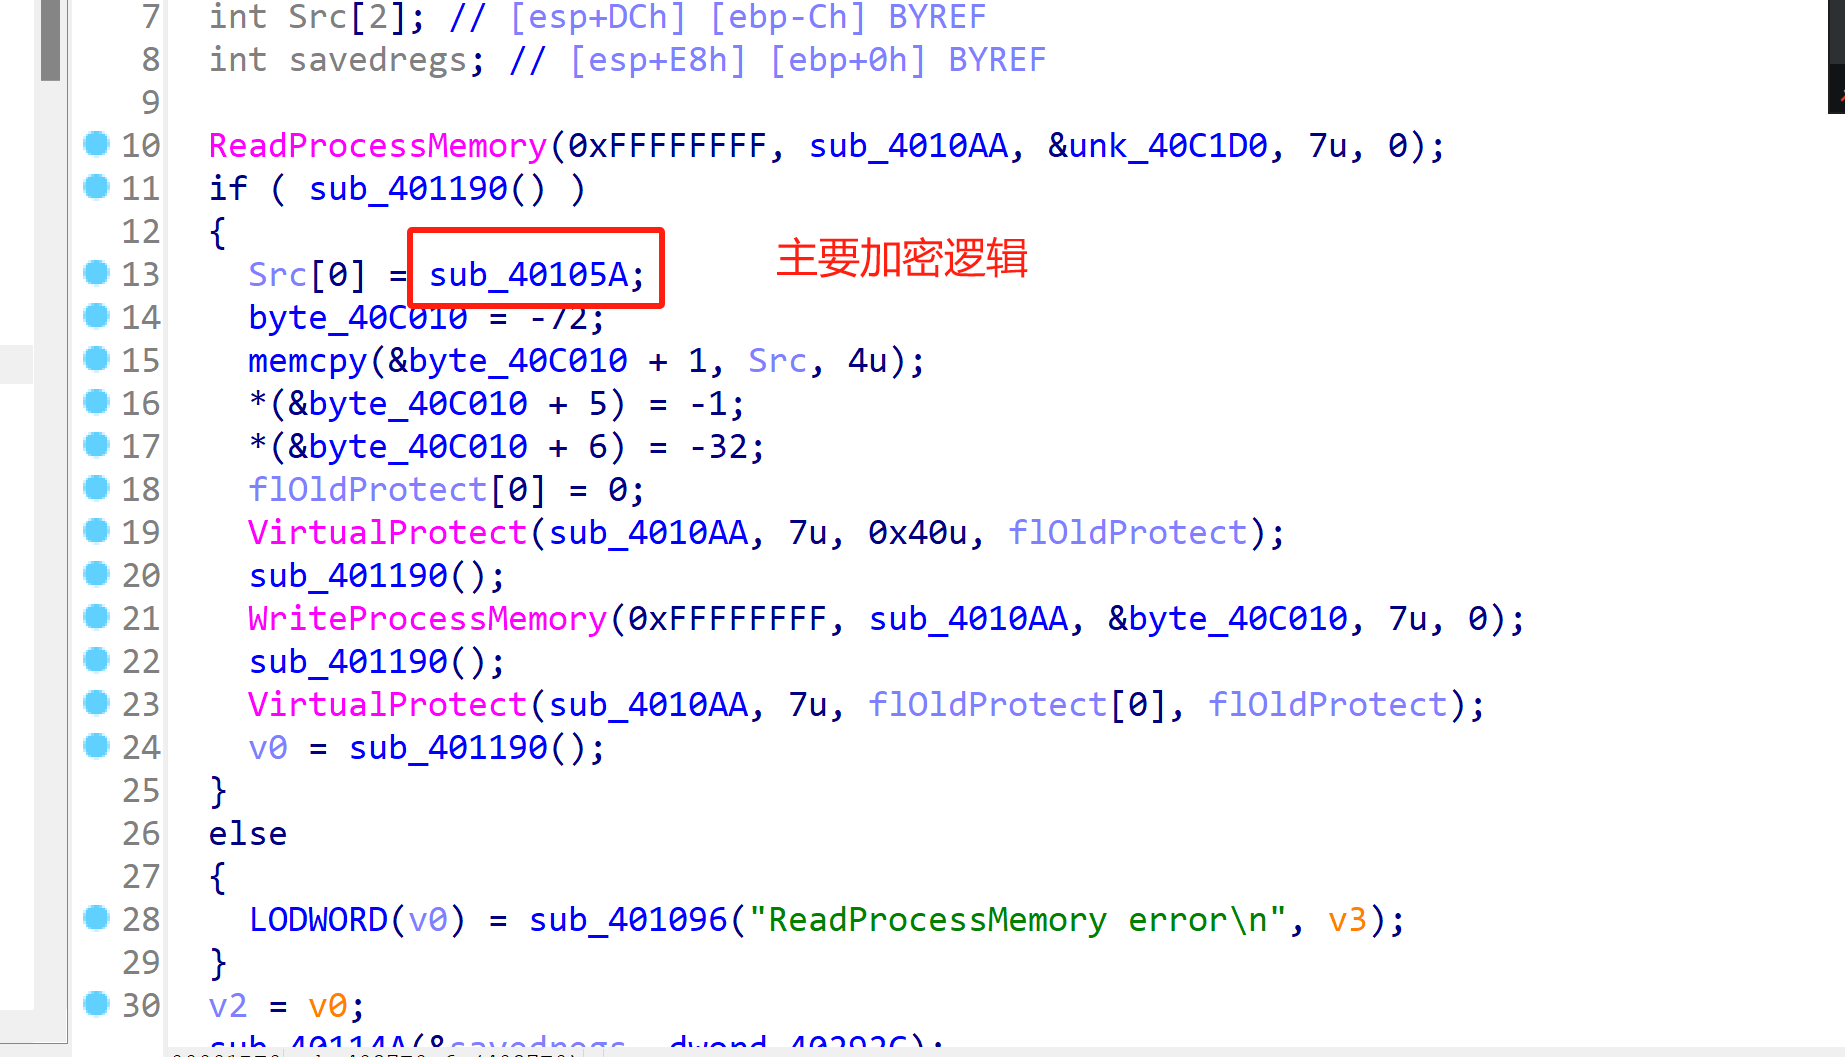 7 int Src[2]; // [esp+DCh] [ebp-Ch] BYREF
8 int savedregs; // [esp+E8h] [ebp+0h] BYREF
9
10 ReadProcessMemory(0xFFFFFFFF, sub_4010AA, &unk_40C1D0, 7u, 0);
11 if ( sub_401190() )
12 {
13 Src[0] = sub_40105A; 主要加密逻辑
14 byte_40C010 = -72;
15 memcpy(&byte_40C010 + 1, Src, 4u);
16 *(&byte_40C010 + 5) = -1;
17 *(&byte_40C010 + 6) = -32;
18 flOldProtect[0] = 0;
19 VirtualProtect(sub_4010AA, 7u, 0x40u, flOldProtect);
20 sub_401190();
21 WriteProcessMemory(0xFFFFFFFF, sub_4010AA, &byte_40C010, 7u, 0);
22 sub_401190();
23 VirtualProtect(sub_4010AA, 7u, flOldProtect[0], flOldProtect);
24 v0 = sub_401190();
25 }
26 else
27 {
28 LODWORD(v0) = sub_401096("ReadProcessMemory error\n", v3);
29 }
30 v2 = v0;
sub_40114A(&savedregs,